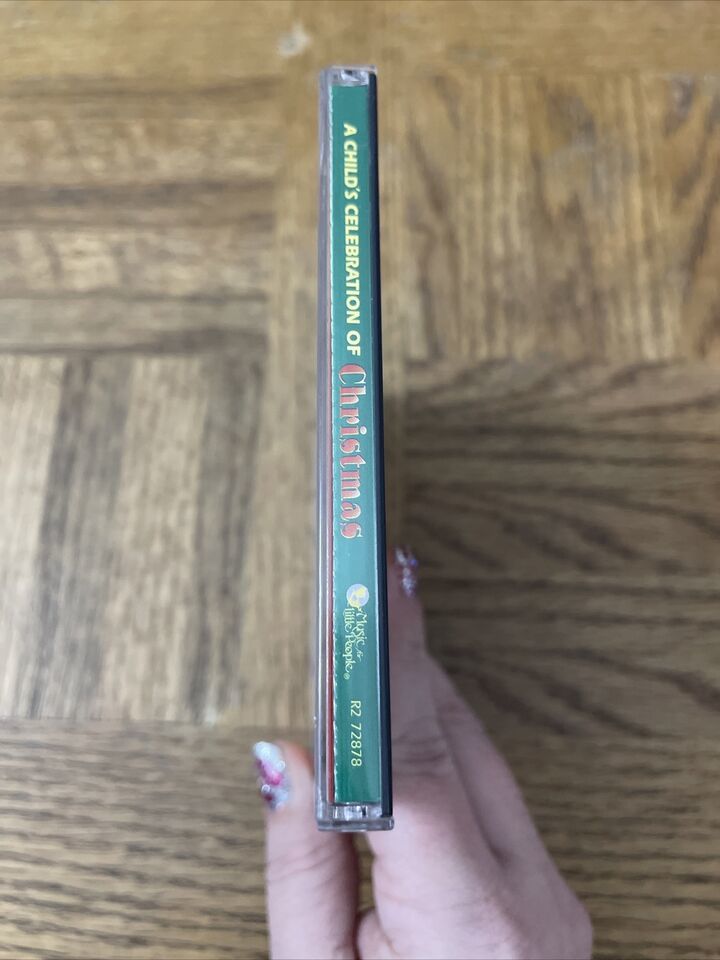 A CHILD'S CELEBRATION OF Christmas
Music for
Little People®
R2 72878